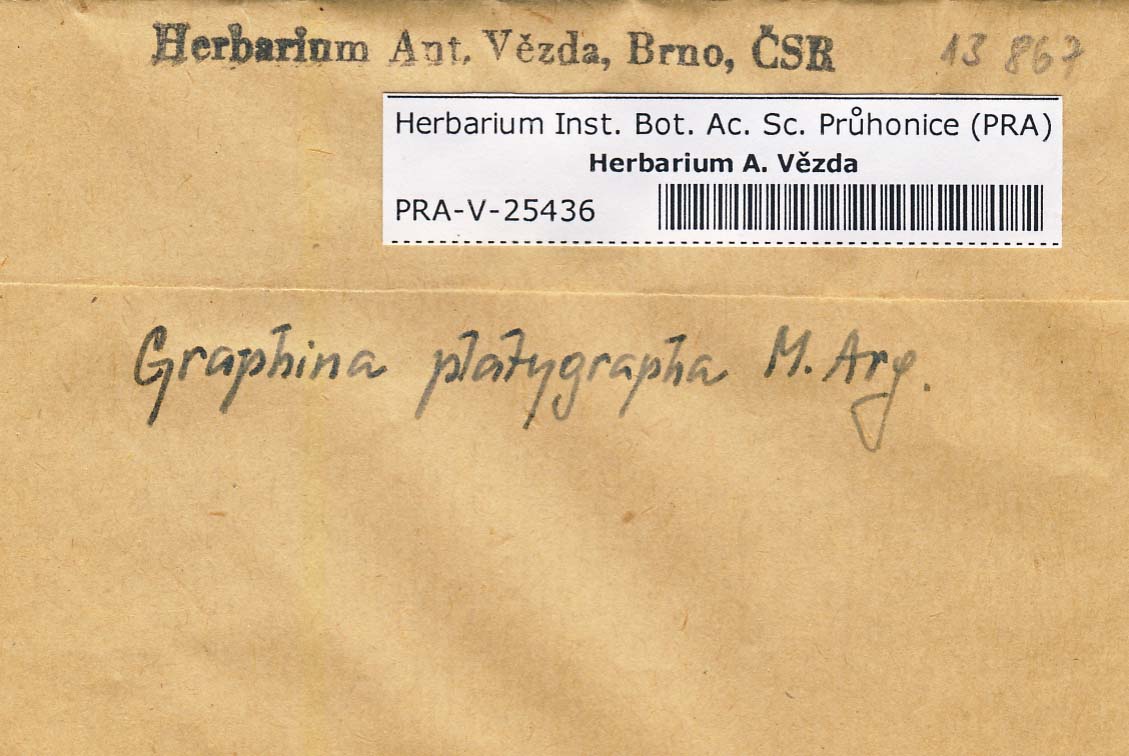 Herbarium Ant. Vězda, Brno, ČSR 13 867
Herbarium Inst. Bot. Ac. Sc. Průhonice (PRA)
Herbarium A. Vězda
PRA-V-25436
Graphina platygrapha M. Arg.